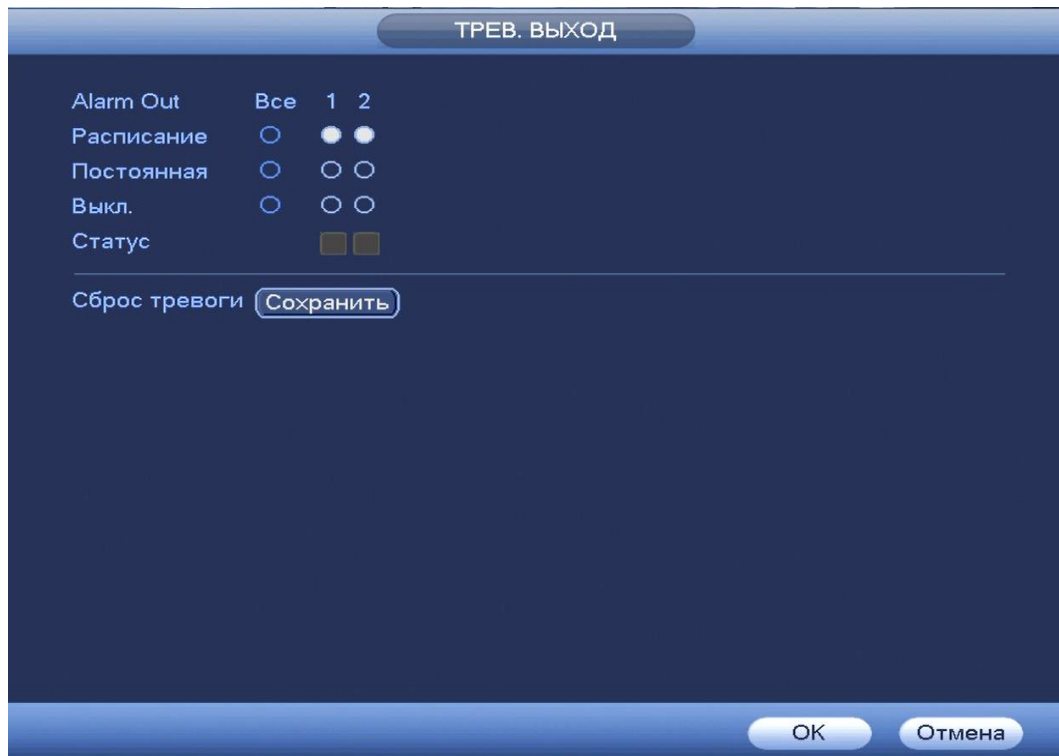 ТРЕВ. ВЫХОД
Alarm Out Все 1 2
Расписание
Постоянная
Выкл.
Статус
Сброс тревоги Сохранить
OK Отмена